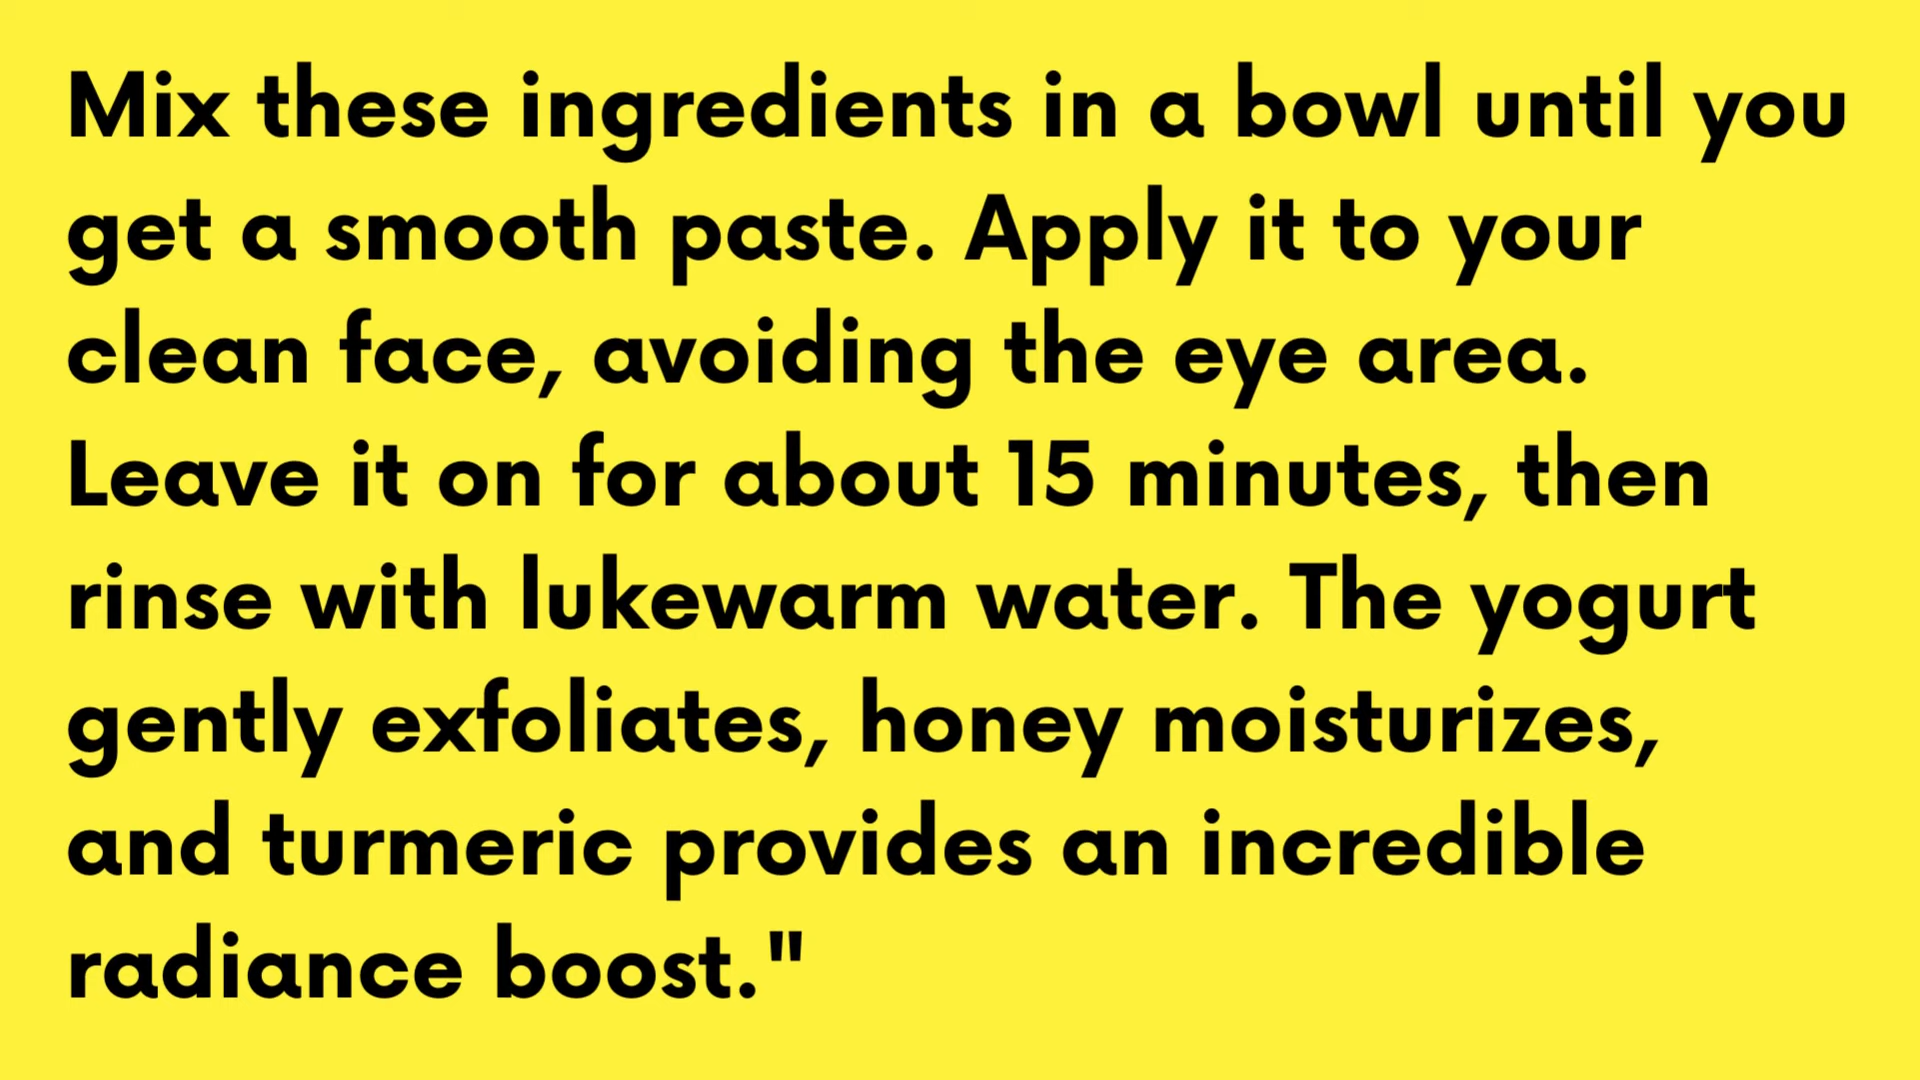 Mix these ingredients in a bowl until you
get a smooth paste. Apply it to your
clean face, avoiding the eye area.
Leave it on for about 15 minutes, then
rinse with lukewarm water. The yogurt
gently exfoliates, honey moisturizes,
and turmeric provides an incredible
radiance boost."